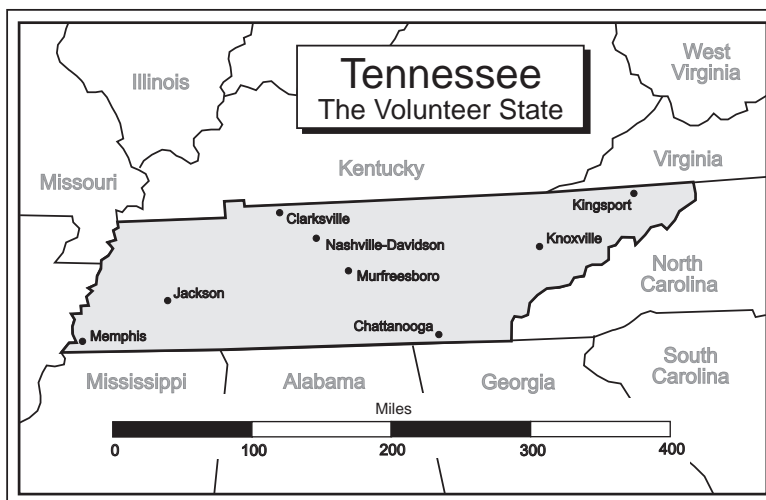 Tennessee
The Volunteer State
West
Virginia
Illinois
Kentucky
Virginia
Missouri
Kingsport
Clarksville
Nashville-Davidson
Knoxville
Murfreesboro
North
Carolina
Jackson
Chattanooga
Memphis
South
Carolina
Mississippi
Alabama
Georgia
Miles
0 100 200 300 400